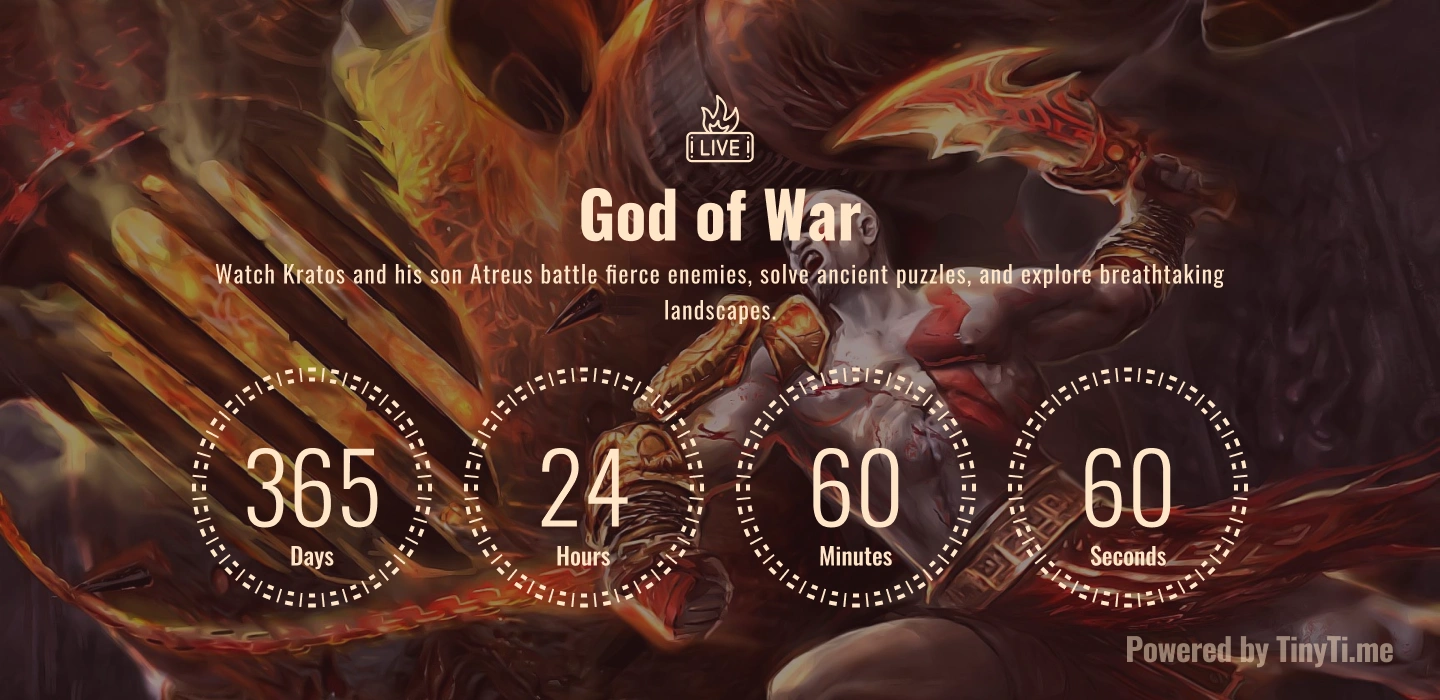 LIVE
God of War
Watch Kratos and his son Atreus battle fierce enemies, solve ancient puzzles, and explore breathtaking
landscapes.
365 24 60 60
Days Hours Minutes Seconds
Powered by TinyTi.me